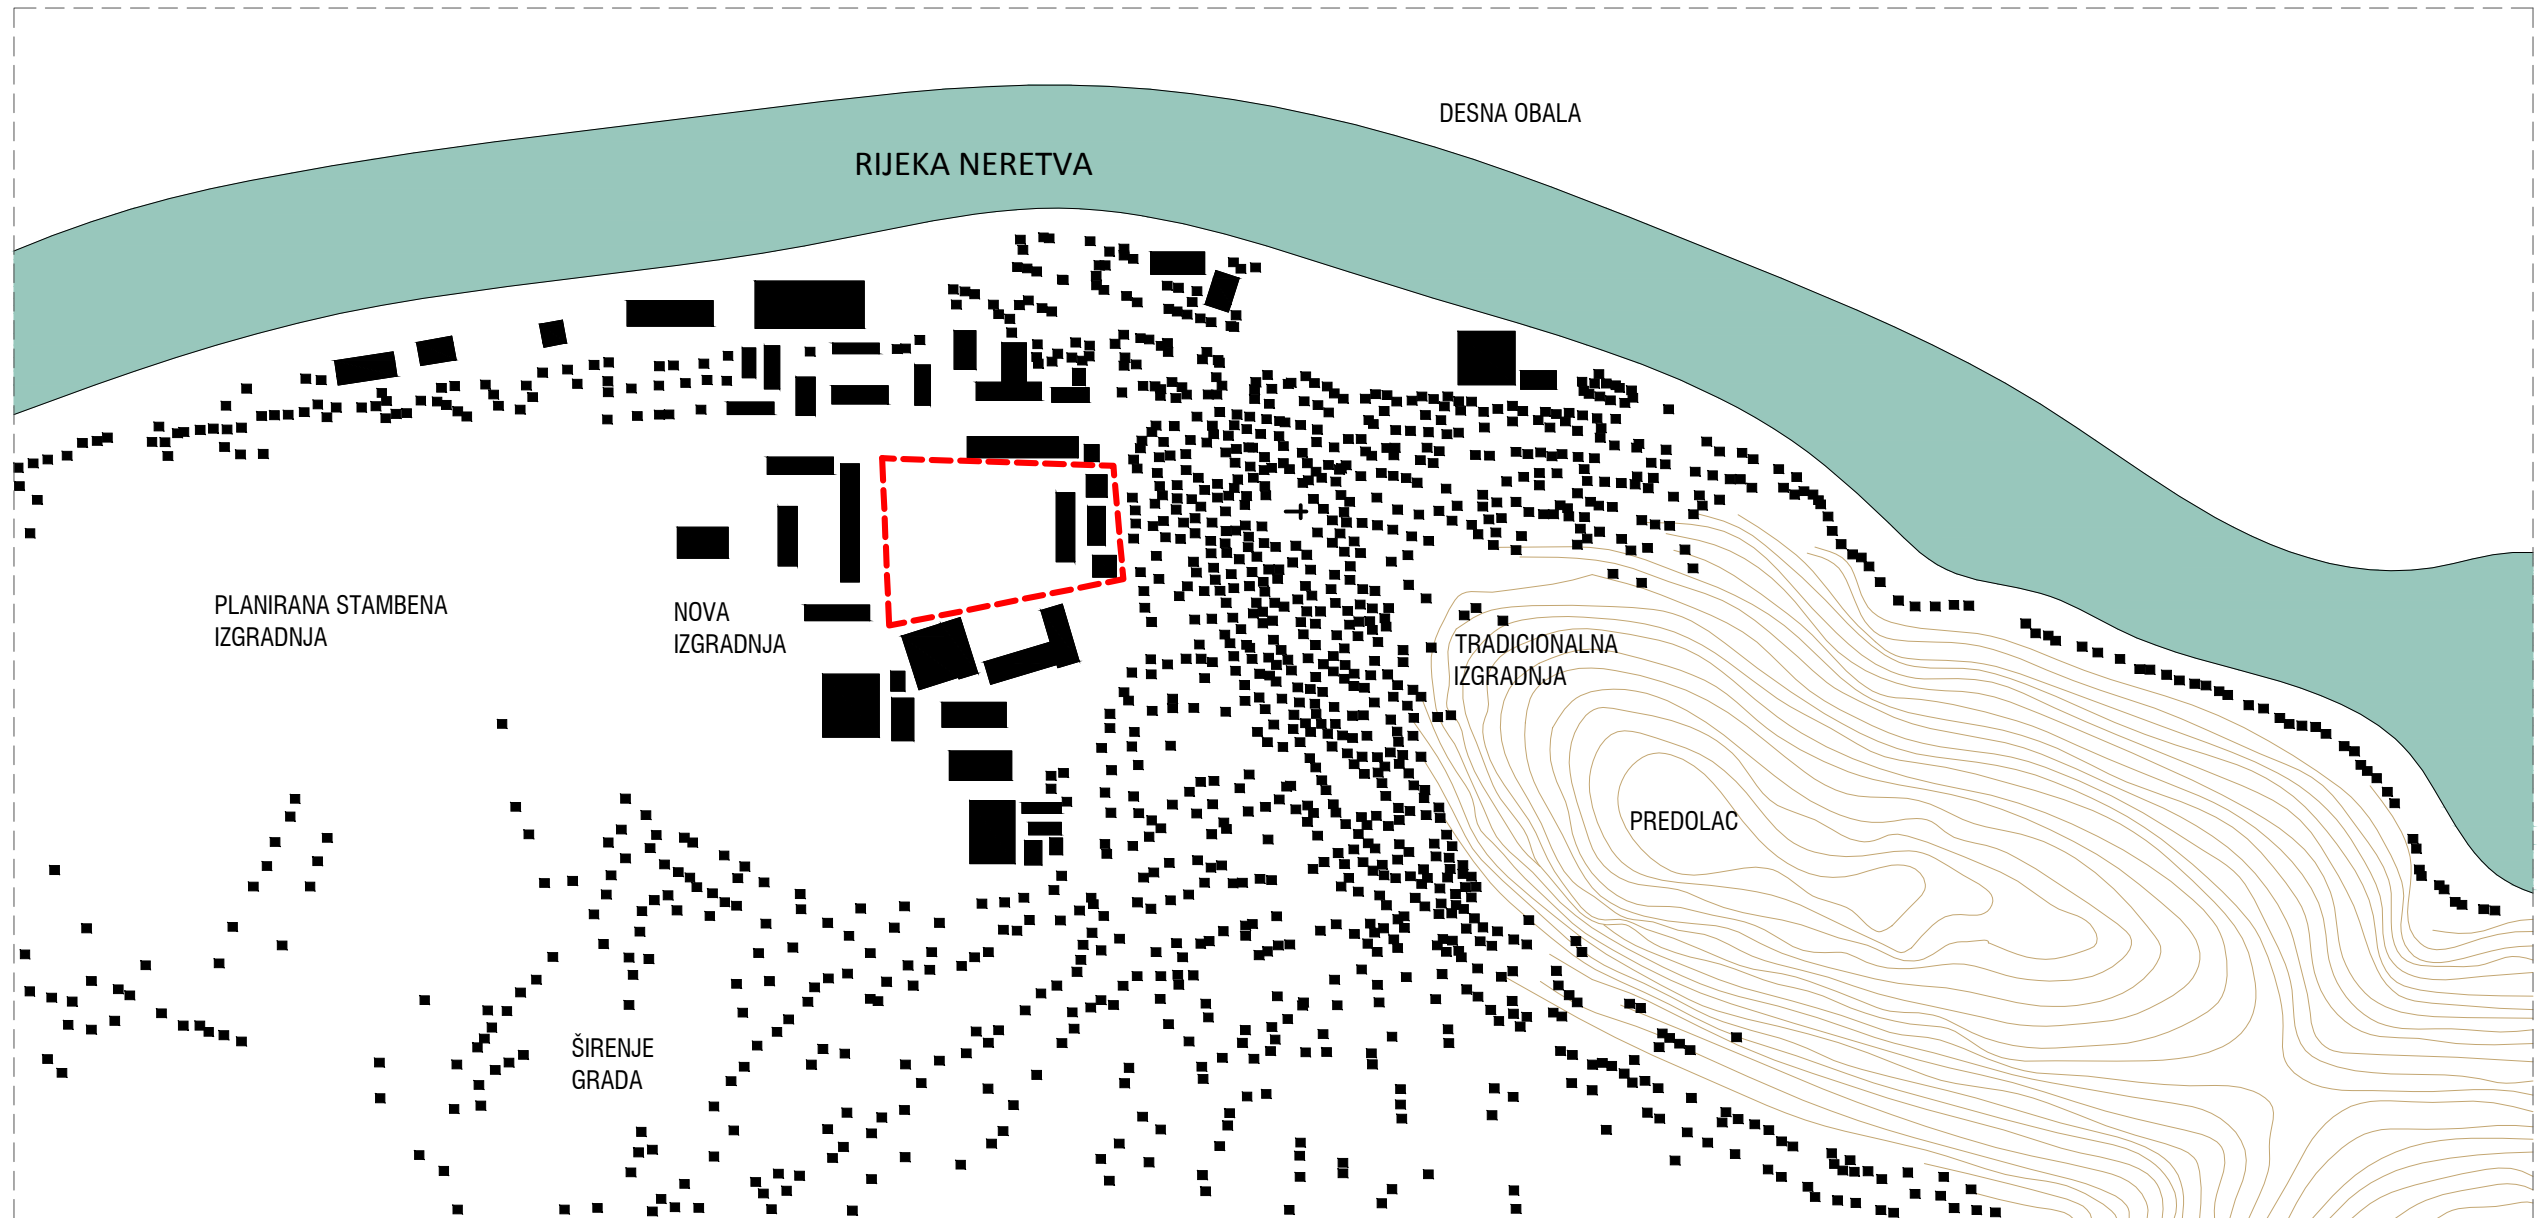 DESNA OBALA
RIJEKA NERETVA
PLANIRANA STAMBENA
IZGRADNJA
NOVA
IZGRADNJA
TRADICIONALNA
IZGRADNJA
PREDOLAC
ŠIRENJE
GRADA